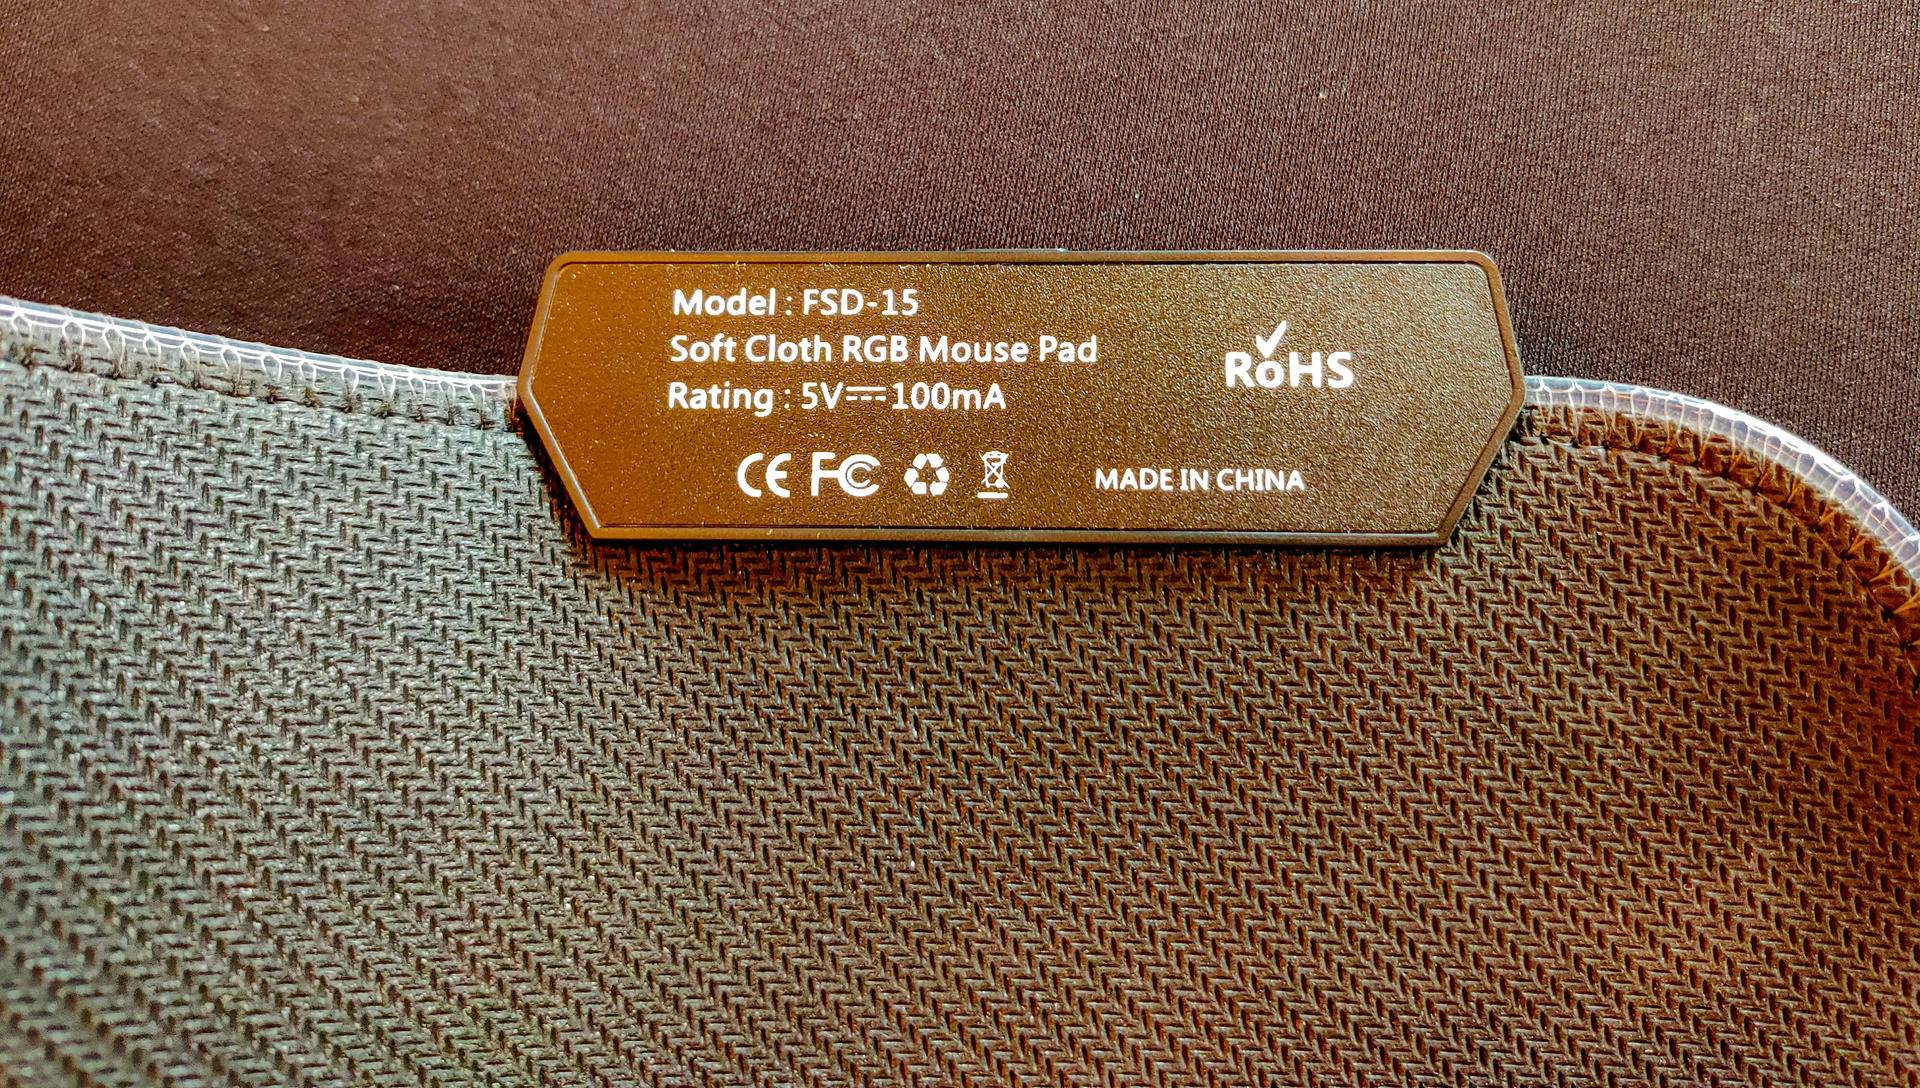 Model : FSD-15
Soft Cloth RGB Mouse Pad
Rating : 5V⎓100mA
RoHS
CE FC
MADE IN CHINA